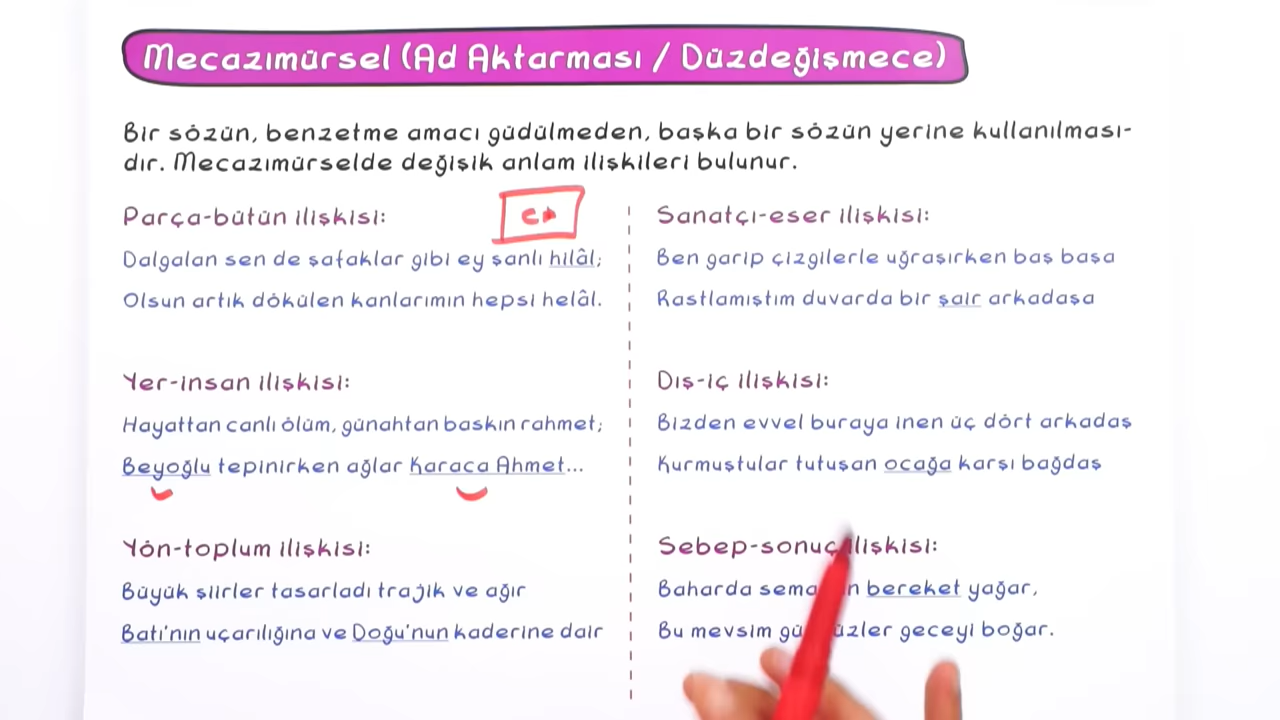 Mecazımürsel (Ad Aktarması / Düzdeğişmece)
Bir sözün, benzetme amacı güdülmeden, başka bir sözün yerine kullanılması-
dır. Mecazımürselde değişik anlam ilişkileri bulunur.
Parça-bütün ilişkisi:
Dalgalan sen de şafaklar gibi ey şanlı hilâl;
Olsun artık dökülen kanlarımın hepsi helâl.
Yer-insan ilişkisi:
Hayattan canlı ölüm, günahtan baskın rahmet;
Beyoğlu tepinirken ağlar Karaca Ahmet...
Yön-toplum ilişkisi:
Büyük şiirler tasarladı trajik ve ağır
Batı'nın uçarılığına ve Doğu'nun kaderine dair
Sanatçı-eser ilişkisi:
Ben garip çizgilerle uğraşırken baş başa
Rastlamıştım duvarda bir şair arkadaşa
Dış-iç ilişkisi:
Bizden evvel buraya inen üç dört arkadaş
Kurmuştular tutuşan ocağa karşı bağdaş
Sebep-sonuç ilişkisi:
Baharda bereket yağar,
Bu mevsim geceyi boğar.